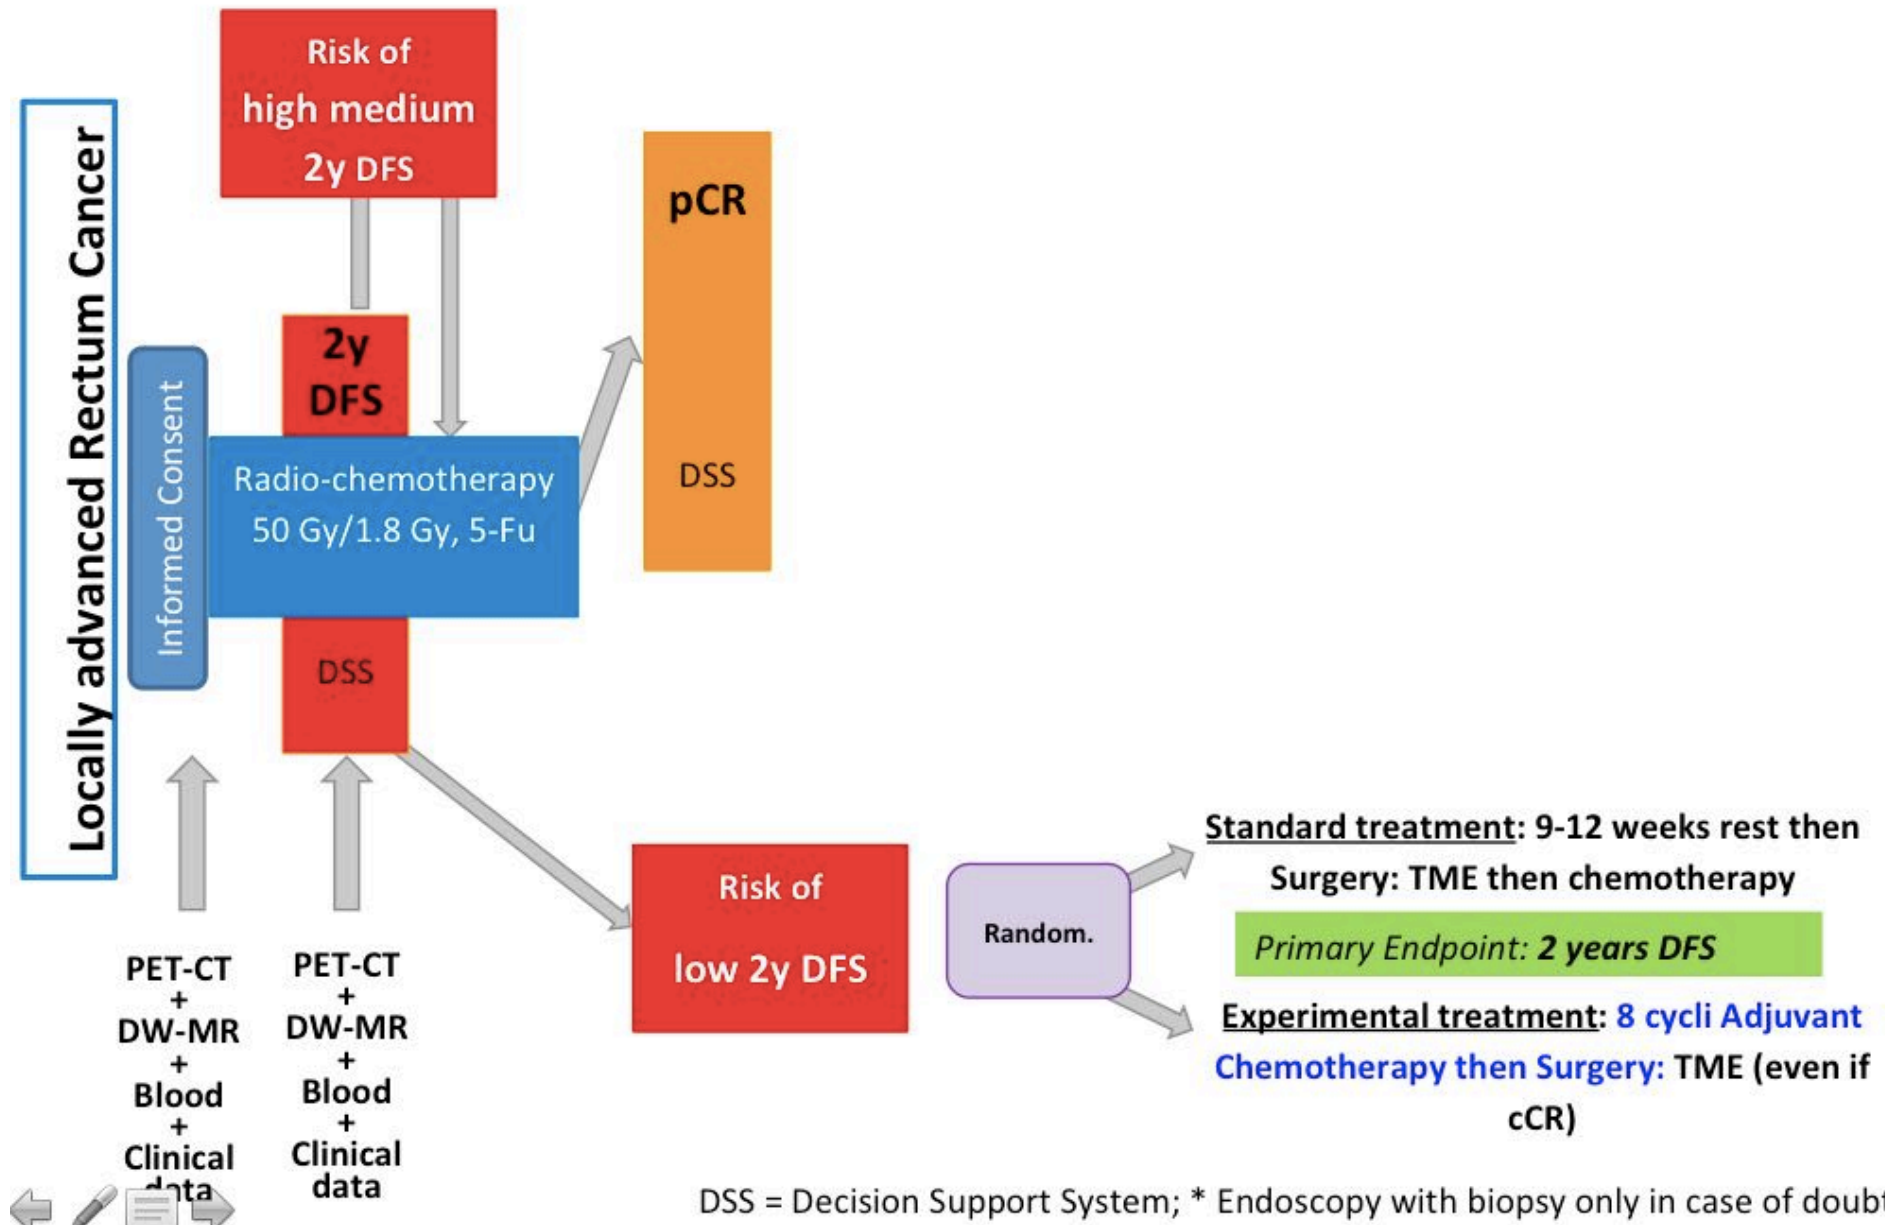 Locally advanced Rectum Cancer
Informed Consent
Risk of
high medium
2y DFS
2y
DFS
Radio-chemotherapy
50 Gy/1.8 Gy, 5-Fu
DSS
pCR
DSS
PET-CT
+
DW-MR
+
Blood
+
Clinical
data
PET-CT
+
DW-MR
+
Blood
+
Clinical
data
Risk of
low 2y DFS
Random.
Standard treatment: 9-12 weeks rest then
Surgery: TME then chemotherapy
Primary Endpoint: 2 years DFS
Experimental treatment: 8 cycli Adjuvant
Chemotherapy then Surgery: TME (even if
cCR)
DSS = Decision Support System; * Endoscopy with biopsy only in case of doubt